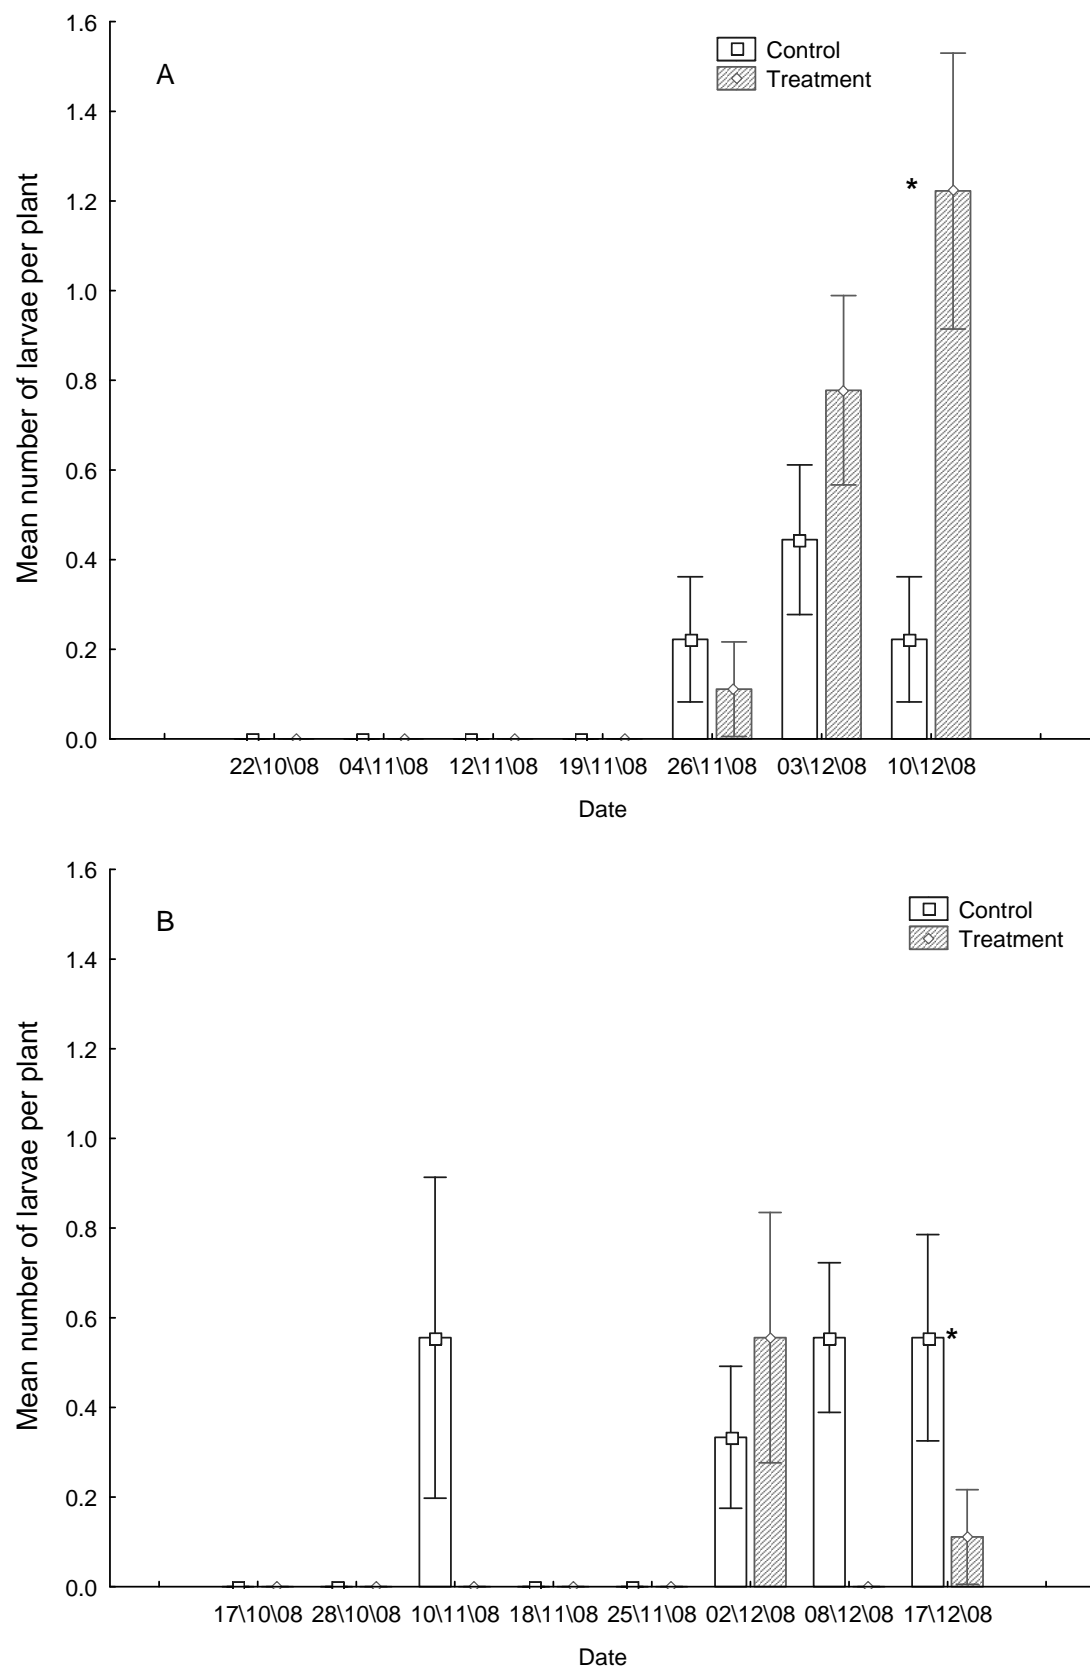 1.6
A
Control
Treatment
1.4
1.2
*
1.0
0.8
0.6
0.4
0.2
0.0
Mean number of larvae per plant
22\10\08 04\11\08 12\11\08 19\11\08 26\11\08 03\12\08 10\12\08
Date
1.6
B
Control
Treatment
1.4
1.2
1.0
0.8
0.6
*
0.4
0.2
0.0
Mean number of larvae per plant
17\10\08 28\10\08 10\11\08 18\11\08 25\11\08 02\12\08 08\12\08 17\12\08
Date